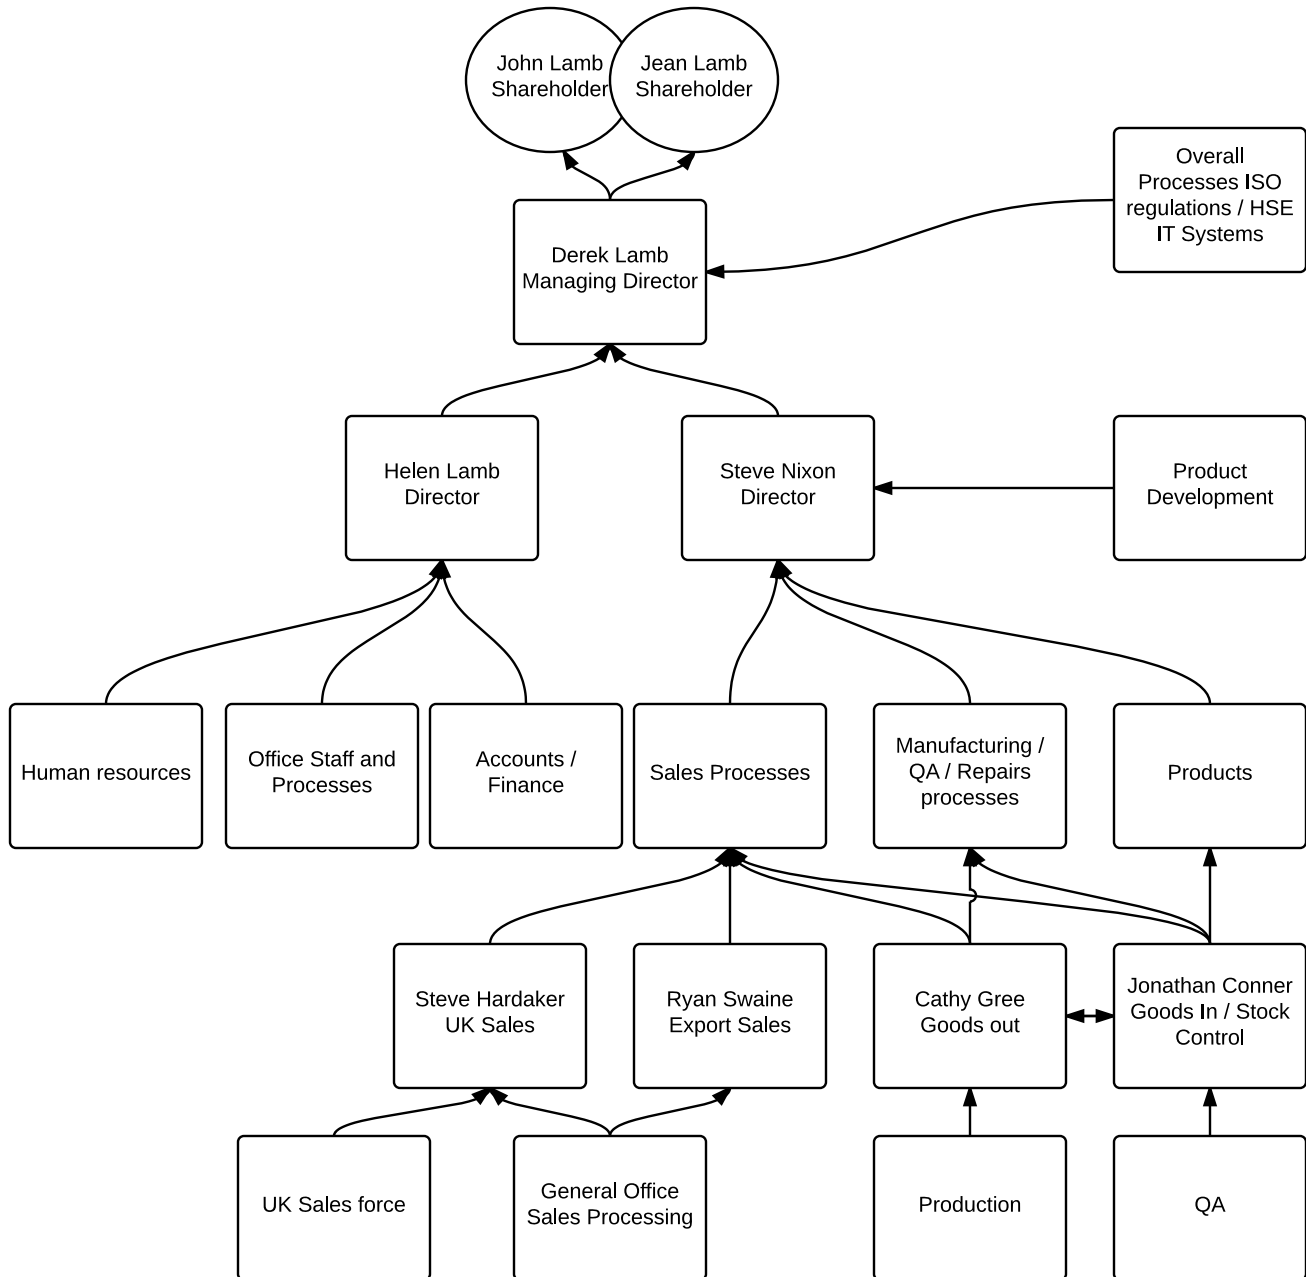 John Lamb
Shareholder
Jean Lamb
Shareholder
Overall
Processes ISO
regulations / HSE
IT Systems
Derek Lamb
Managing Director
Helen Lamb
Director
Steve Nixon
Director
Product
Development
Human resources
Office Staff and
Processes
Accounts /
Finance
Sales Processes
Manufacturing /
QA / Repairs
processes
Products
Steve Hardaker
UK Sales
Ryan Swaine
Export Sales
Cathy Gree
Goods out
Jonathan Conner
Goods In / Stock
Control
UK Sales force
General Office
Sales Processing
Production
QA